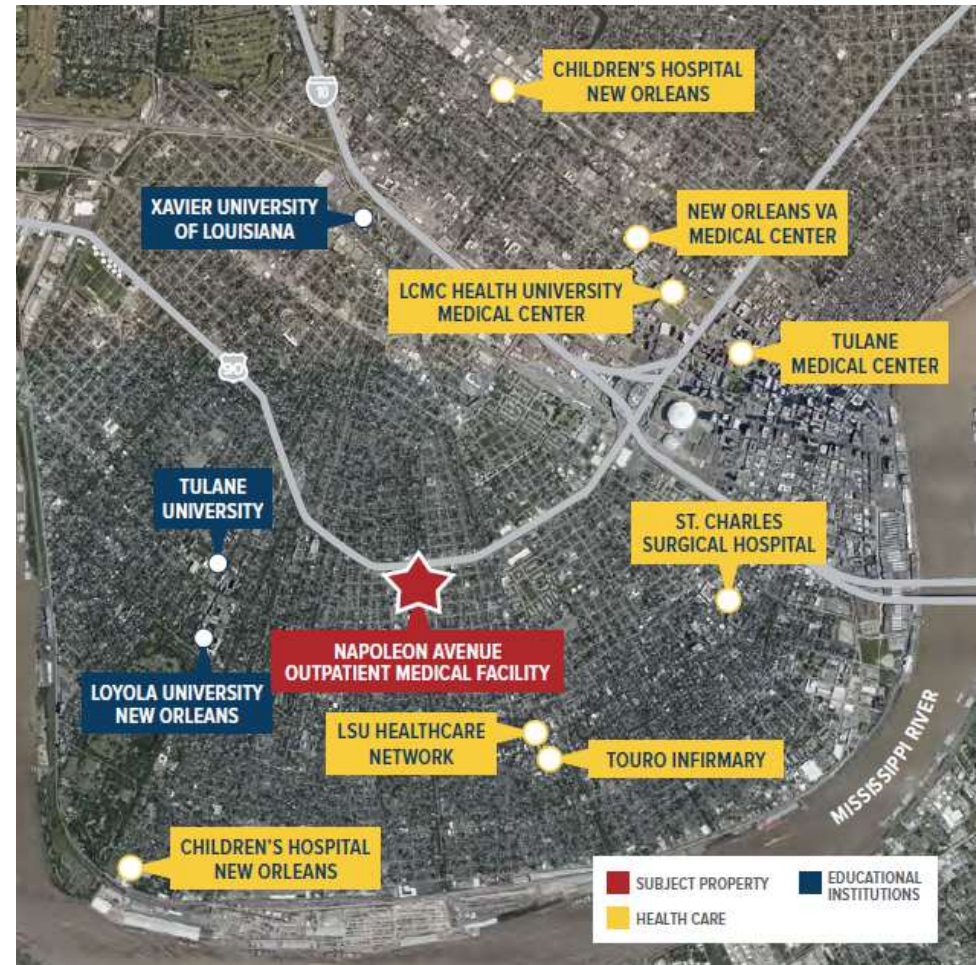 10
CHILDREN'S HOSPITAL
NEW ORLEANS
XAVIER UNIVERSITY
OF LOUISIANA
NEW ORLEANS VA
MEDICAL CENTER
LCMC HEALTH UNIVERSITY
MEDICAL CENTER
TULANE
MEDICAL CENTER
90
TULANE
UNIVERSITY
ST. CHARLES
SURGICAL HOSPITAL
NAPOLEON AVENUE
OUTPATIENT MEDICAL FACILITY
LOYOLA UNIVERSITY
NEW ORLEANS
LSU HEALTHCARE
NETWORK
TOURO INFIRMARY
MISSISSIPPI RIVER
CHILDREN'S HOSPITAL
NEW ORLEANS
SUBJECT PROPERTY
HEALTH CARE
EDUCATIONAL
INSTITUTIONS